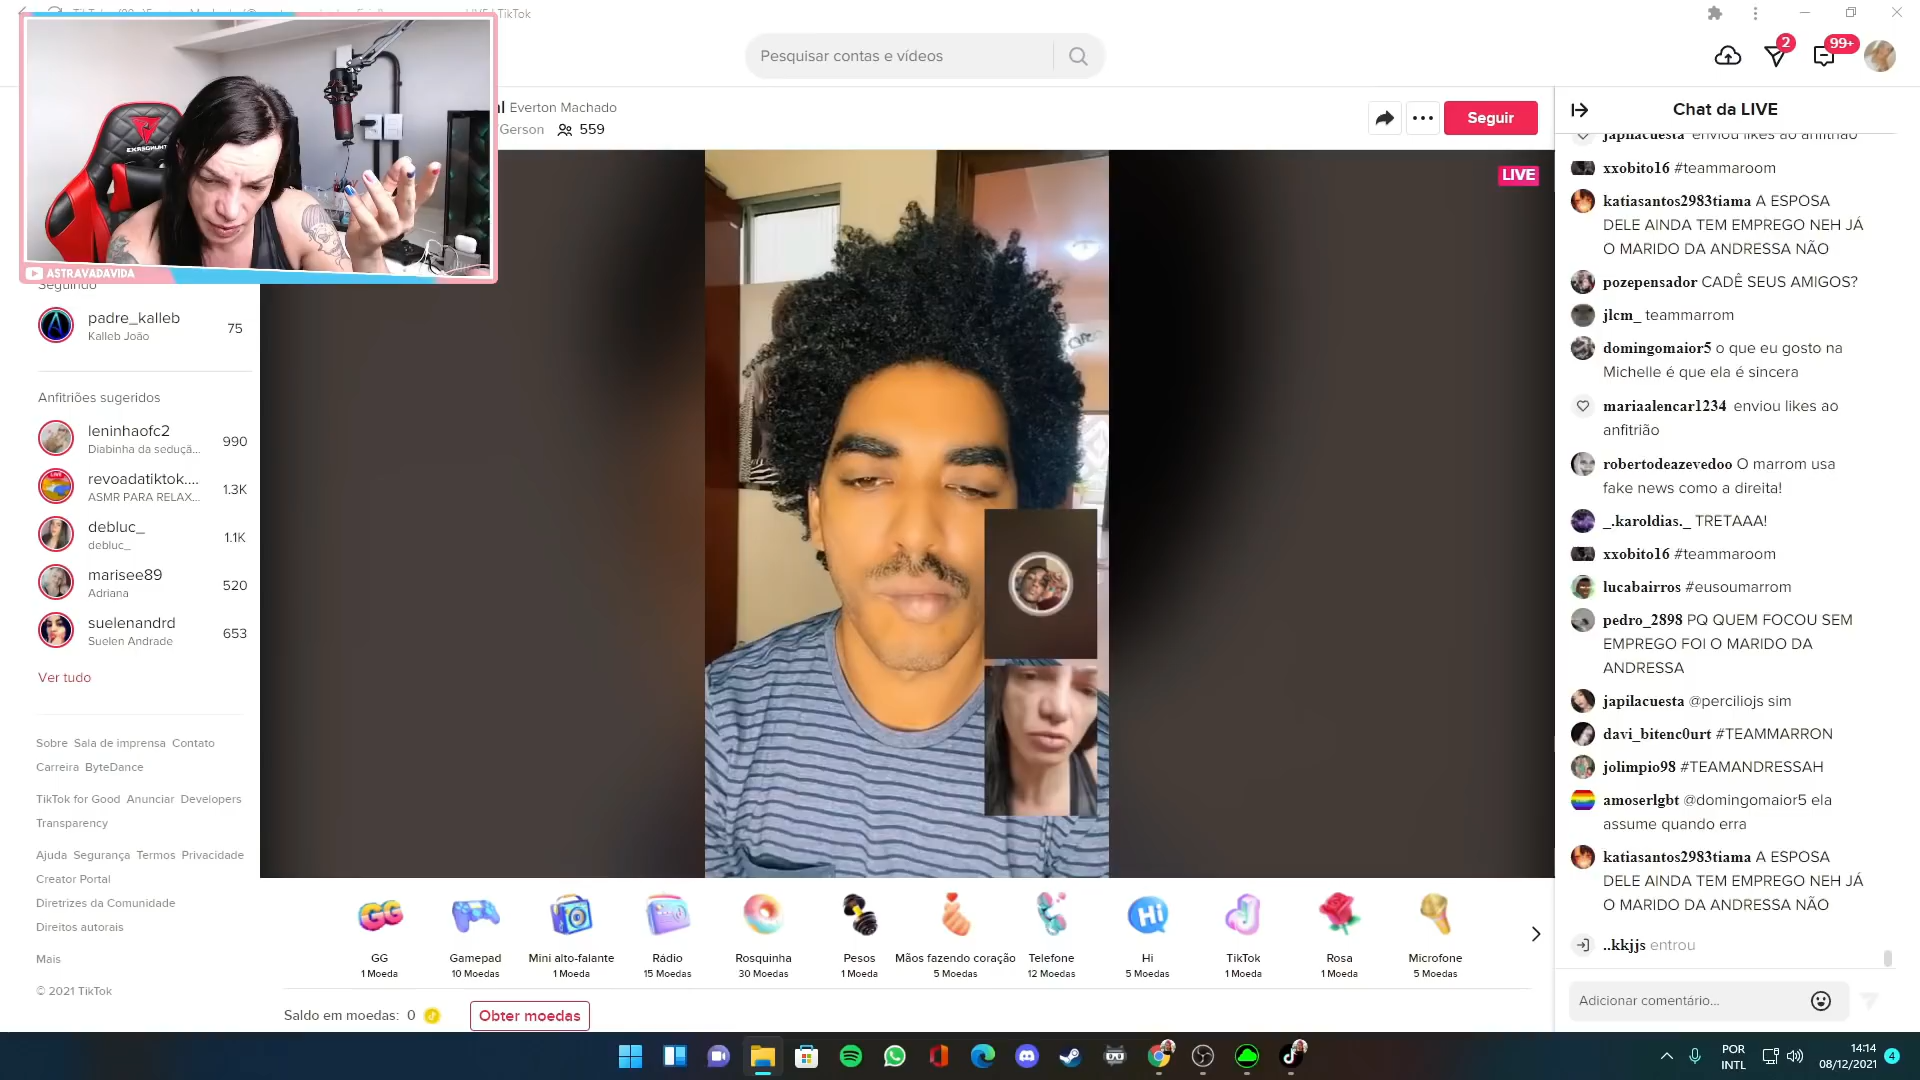 TikTok
Pesquisar contas e vídeos
2
99+
ASTRAVADAVIDA
Everton Machado
Gerson 559
Seguir
LIVE
Seguindo
padre_kalleb
Kalleb João
75
Anfitriões sugeridos
leninhaofc2
Diabinha da seduçã...
990
revoadatiktok....
ASMR PARA RELAX...
1.3K
debluc_
debluc_
1.1K
marisee89
Adriana
520
suelenandrd
Suelen Andrade
653
Ver tudo
Sobre Sala de imprensa Contato
Carreira ByteDance
TikTok for Good Anunciar Developers
Transparency
Ajuda Segurança Termos Privacidade
Creator Portal
Diretrizes da Comunidade
Direitos autorais
Mais
© 2021 TikTok
GG
1 Moeda
Gamepad
10 Moedas
Mini alto-falante
1 Moeda
Rádio
15 Moedas
Rosquinha
30 Moedas
Pesos
1 Moeda
Mãos fazendo coração
5 Moedas
Telefone
12 Moedas
Hi
Hi
5 Moedas
TikTok
1 Moeda
Rosa
1 Moeda
Microfone
5 Moedas
Saldo em moedas: 0
Obter moedas
Chat da LIVE
japilacuesta enviou likes ao anfitrião
xxobito16 #teammaroom
katiasantos2983tiama A ESPOSA
DELE AINDA TEM EMPREGO NEH JÁ
O MARIDO DA ANDRESSA NÃO
pozepensador CADÊ SEUS AMIGOS?
jlcm_ teammarrom
domingomaior5 o que eu gosto na
Michelle é que ela é sincera
mariaalencar1234 enviou likes ao
anfitrião
robertodeazevedoo O marrom usa
fake news como a direita!
_.karoldias._ TRETAAA!
xxobito16 #teammaroom
lucabairros #eusoumarrom
pedro_2898 PQ QUEM FOCOU SEM
EMPREGO FOI O MARIDO DA
ANDRESSA
japilacuesta @perciliojs sim
davi_bitenc0urt #TEAMMARRON
jolimpio98 #TEAMANDRESSAH
amoserlgbt @domingomaior5 ela
assume quando erra
katiasantos2983tiama A ESPOSA
DELE AINDA TEM EMPREGO NEH JÁ
O MARIDO DA ANDRESSA NÃO
..kkjjs entrou
Adicionar comentário...
POR
INTL
14:14
08/12/2021
4